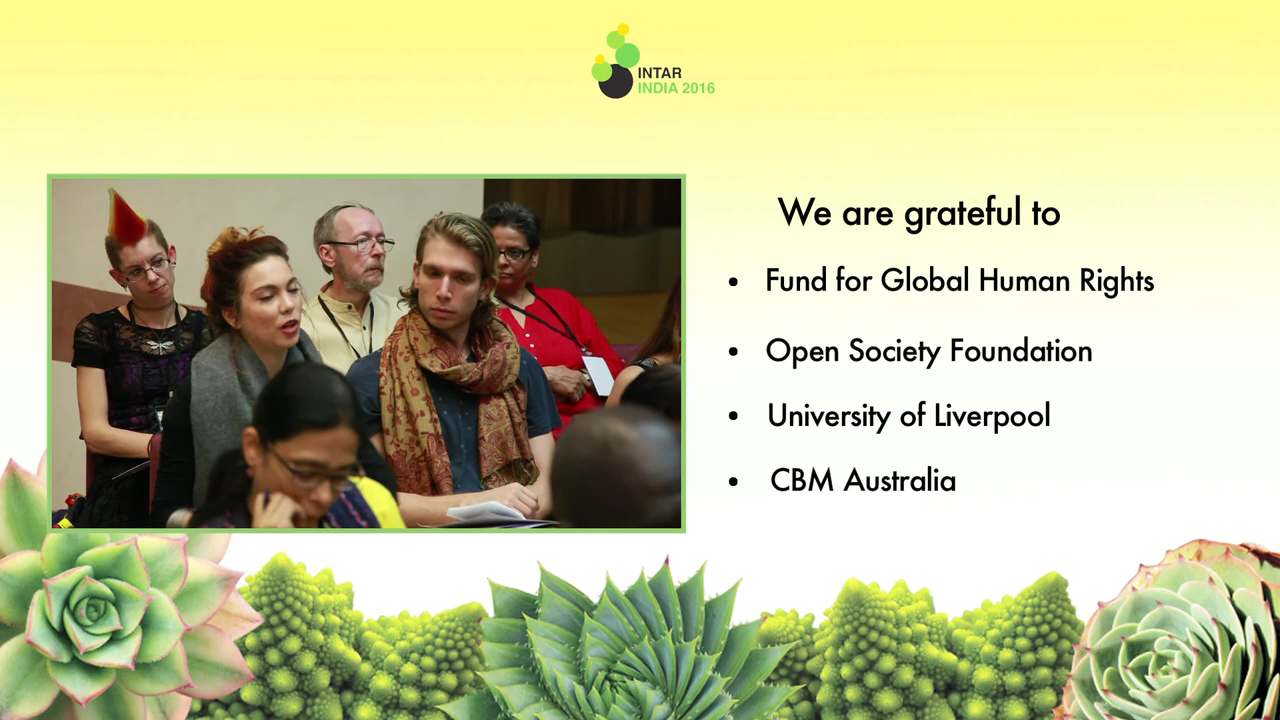 INTAR
INDIA 2016
We are grateful to
• Fund for Global Human Rights
• Open Society Foundation
• University of Liverpool
• CBM Australia